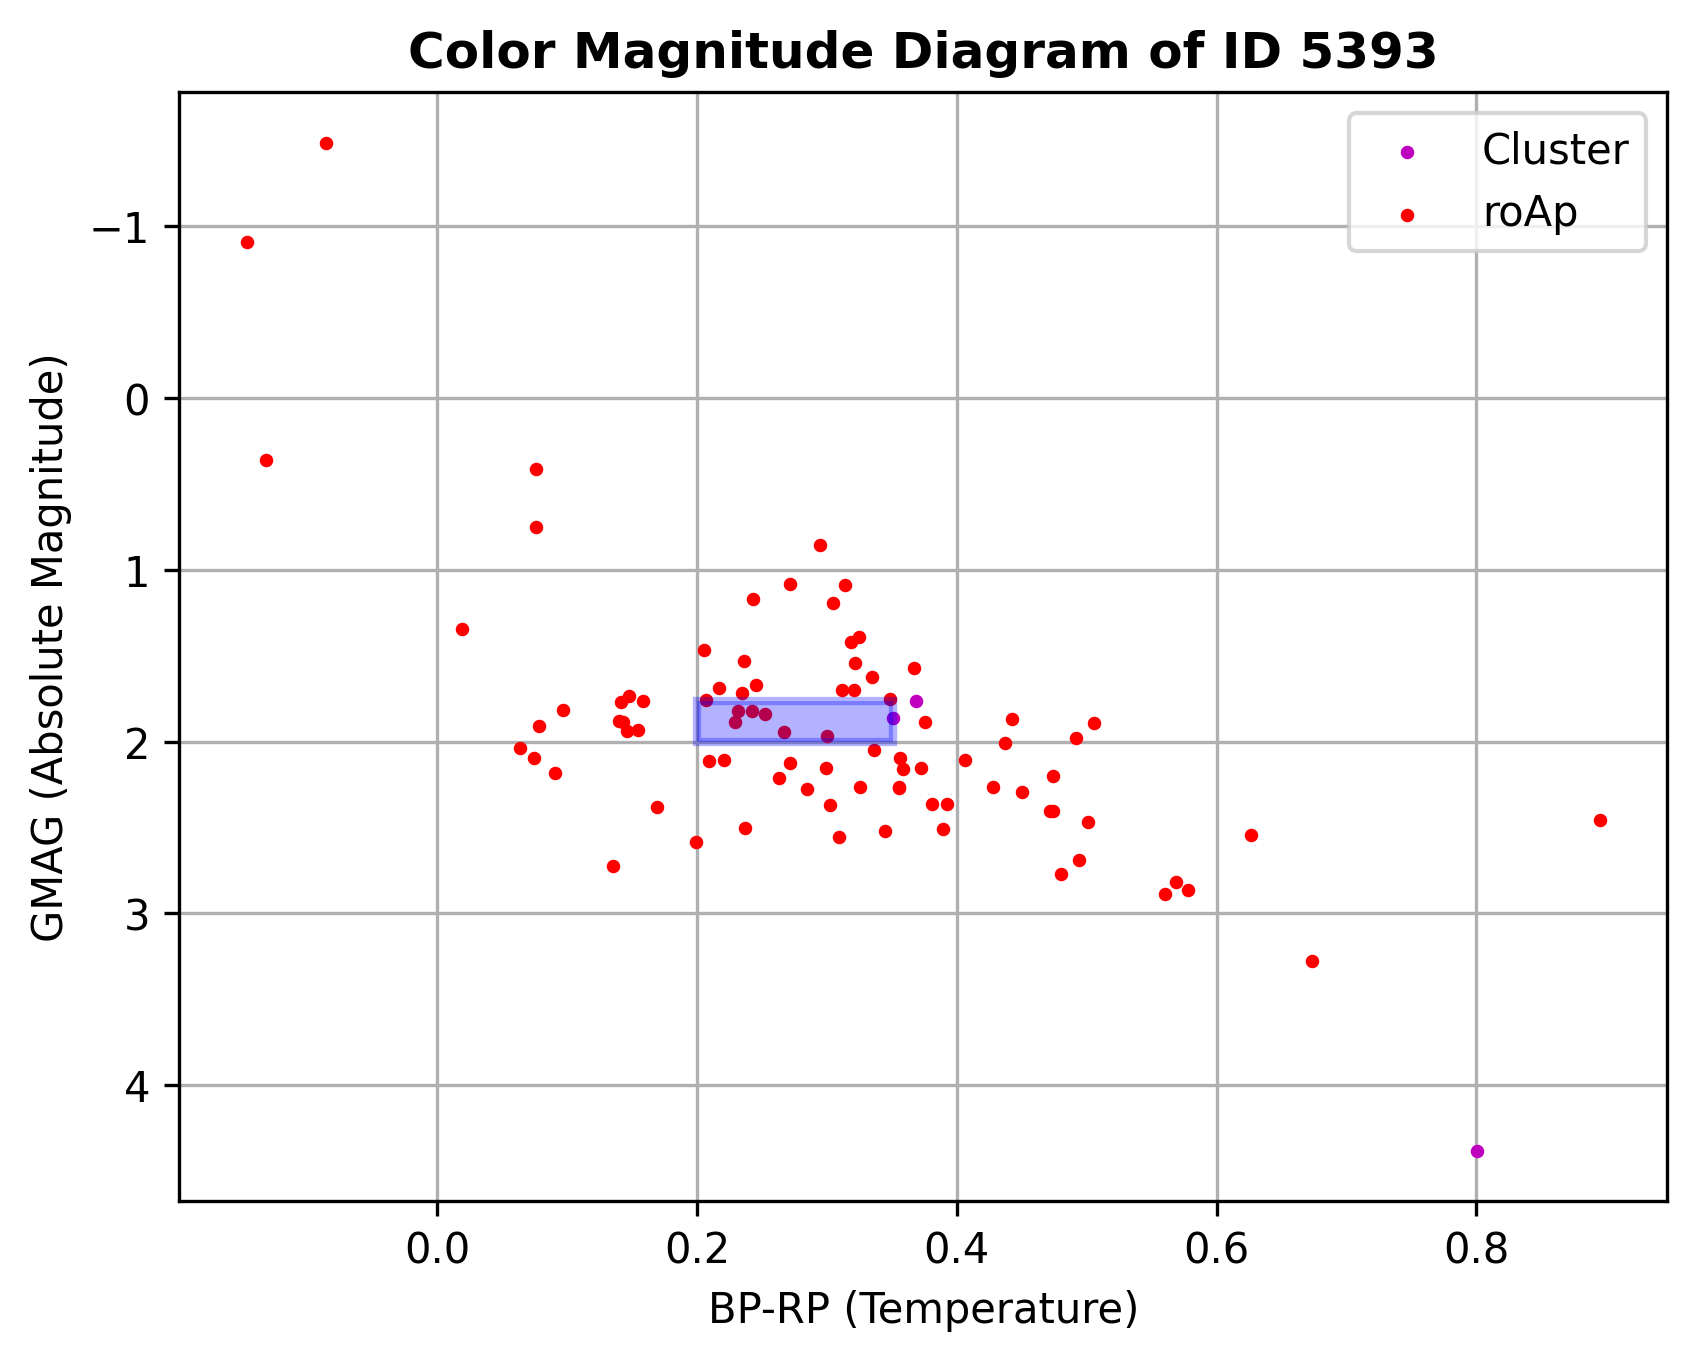 Color Magnitude Diagram of ID 5393
Cluster
roAp
GMAG (Absolute Magnitude)
−1
0
1
2
3
4
0.0 0.2 0.4 0.6 0.8
BP-RP (Temperature)